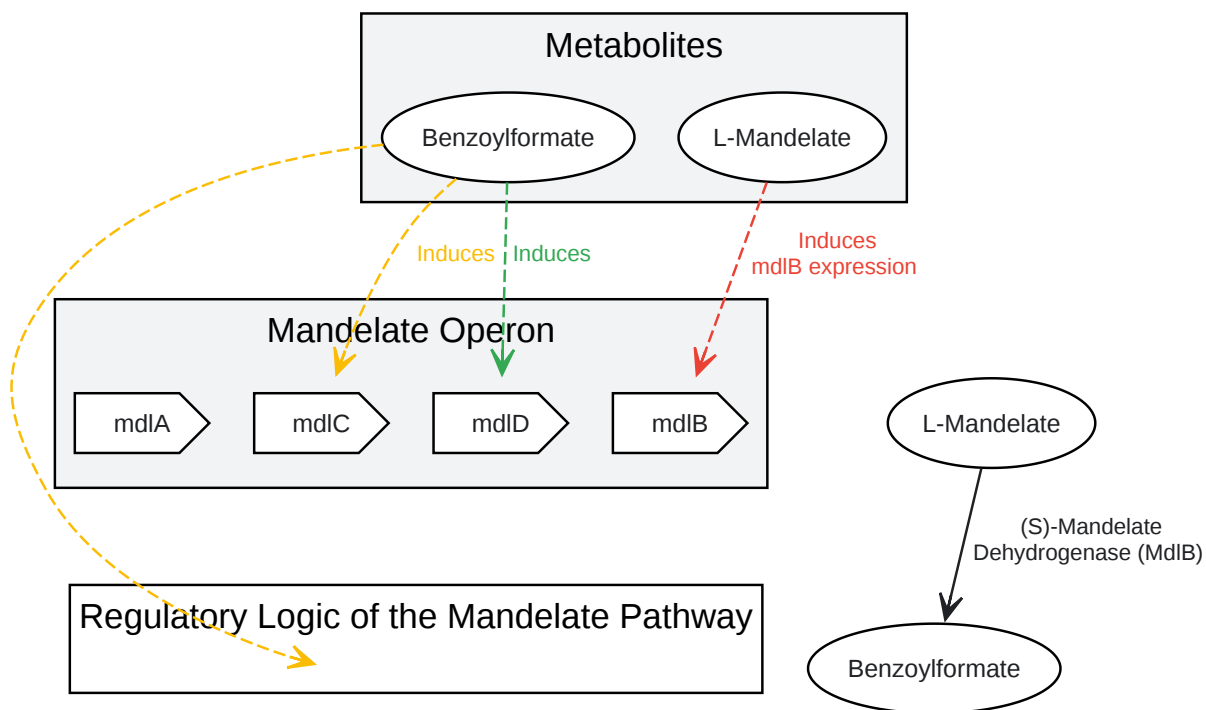 Metabolites
Benzoylformate
L-Mandelate
Induces
Induces
Induces
mdlB expression
Mandelate Operon
mdlA
mdlC
mdlD
mdlB
L-Mandelate
(S)-Mandelate
Dehydrogenase (MdlB)
Regulatory Logic of the Mandelate Pathway
Benzoylformate